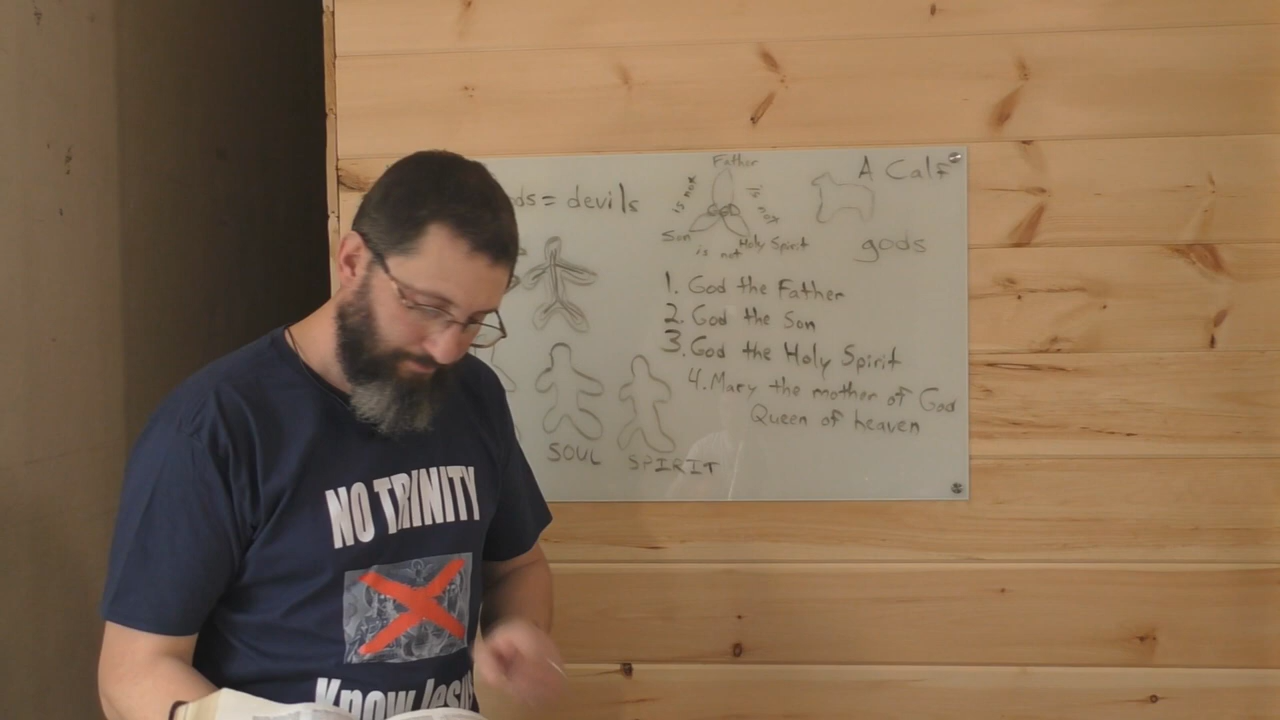 ds = devils
Father
is not
is not
Son
is not
Holy Spirit
A Calf
gods
1. God the Father
2. God the Son
3. God the Holy Spirit
4. Mary the mother of God
Queen of heaven
SOUL
SPIRIT
NO TRINITY
Know Jesu